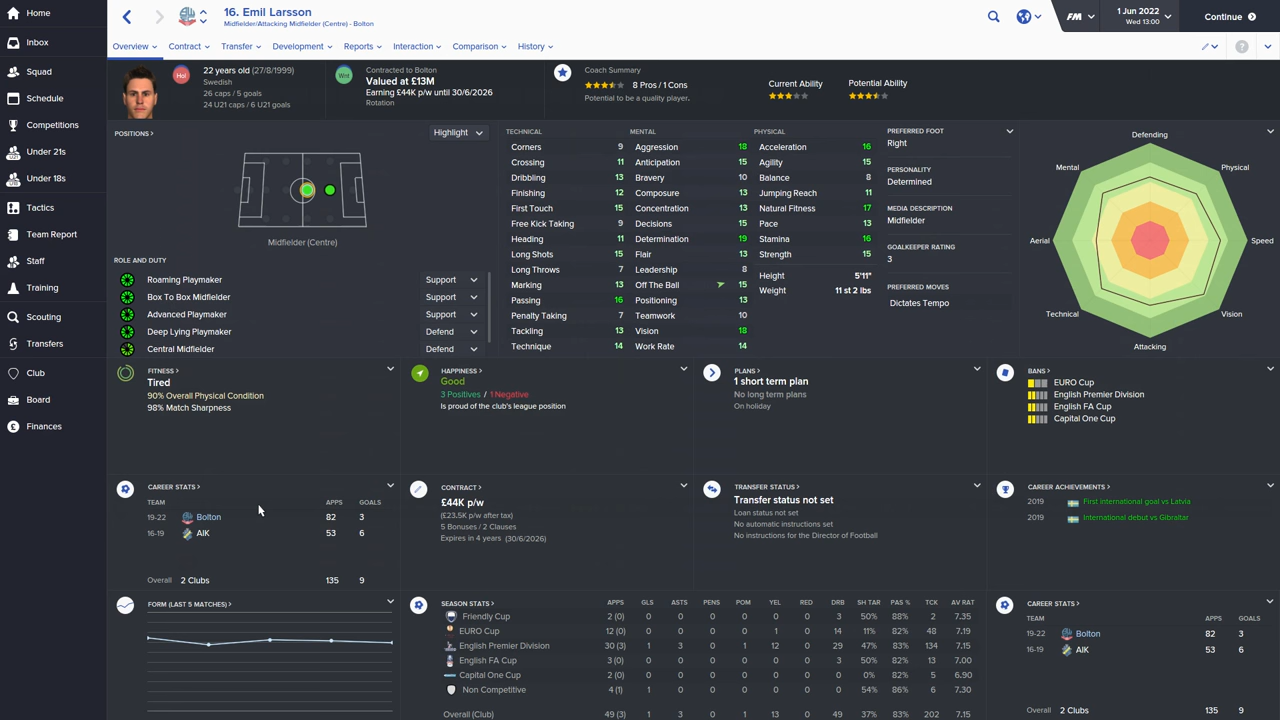 Home
Inbox
Squad
Schedule
Competitions
U21
Under 21s
U18
Under 18s
Tactics
Team Report
Staff
Training
Scouting
Transfers
Club
Board
Finances
16. Emil Larsson
Midfielder/Attacking Midfielder (Centre) - Bolton
FM
1 Jun 2022
Wed 13:00
Continue
Overview
Contract
Transfer
Development
Reports
Interaction
Comparison
History
Hol
22 years old (27/8/1999)
Swedish
26 caps / 5 goals
24 U21 caps / 6 U21 goals
Wnt
Contracted to Bolton
Valued at £13M
Earning £44K p/w until 30/6/2026
Rotation
Coach Summary
8 Pros / 1 Cons
Potential to be a quality player.
Current Ability
Potential Ability
POSITIONS >
Highlight
Midfielder (Centre)
ROLE AND DUTY
Roaming Playmaker Support
Box To Box Midfielder Support
Advanced Playmaker Support
Deep Lying Playmaker Defend
Central Midfielder Defend
TECHNICAL
Corners 9
Crossing 11
Dribbling 13
Finishing 12
First Touch 15
Free Kick Taking 9
Heading 11
Long Shots 15
Long Throws 7
Marking 13
Passing 16
Penalty Taking 7
Tackling 13
Technique 14
MENTAL
Aggression 18
Anticipation 15
Bravery 10
Composure 13
Concentration 13
Decisions 15
Determination 19
Flair 13
Leadership 8
Off The Ball 15
Positioning 13
Teamwork 10
Vision 18
Work Rate 14
PHYSICAL
Acceleration 16
Agility 15
Balance 8
Jumping Reach 11
Natural Fitness 17
Pace 13
Stamina 16
Strength 15
Height 5'11"
Weight 11 st 2 lbs
PREFERRED FOOT
Right
PERSONALITY
Determined
MEDIA DESCRIPTION
Midfielder
GOALKEEPER RATING
3
PREFERRED MOVES
Dictates Tempo
Defending
Physical
Speed
Vision
Attacking
Technical
Aerial
Mental
FITNESS >
Tired
90% Overall Physical Condition
98% Match Sharpness
HAPPINESS >
Good
3 Positives / 1 Negative
Is proud of the club's league position
PLANS >
1 short term plan
No long term plans
On holiday
BANS >
EURO Cup
English Premier Division
English FA Cup
Capital One Cup
CAREER STATS >
TEAM APPS GOALS
19-22 Bolton 82 3
16-19 AIK 53 6
Overall 2 Clubs 135 9
CONTRACT >
£44K p/w
(£23.5K p/w after tax)
5 Bonuses / 2 Clauses
Expires in 4 years (30/6/2026)
TRANSFER STATUS >
Transfer status not set
Loan status not set
No automatic instructions set
No instructions for the Director of Football
CAREER ACHIEVEMENTS >
2019 First International goal vs Latvia
2019 International debut vs Gibraltar
FORM (LAST 5 MATCHES) >
SEASON STATS > APPS GLS ASTS PENS POM YEL RED DRB SH TAR PAS % TCK AV RAT
Friendly Cup 2 (0) 0 0 0 0 0 0 3 50% 88% 2 7.35
EURO Cup 12 (0) 0 0 0 0 1 0 14 11% 82% 48 7.19
English Premier Division 30 (3) 1 3 0 1 12 0 29 47% 83% 134 7.15
English FA Cup 3 (0) 0 0 0 0 0 0 3 50% 82% 13 7.00
Capital One Cup 2 (0) 0 0 0 0 0 0 0 0% 82% 5 6.90
Non Competitive 4 (1) 1 0 0 0 0 0 0 54% 86% 6 7.30
Overall (Club) 49 (3) 1 3 0 1 13 0 49 37% 83% 202 7.15
CAREER STATS >
TEAM APPS GOALS
19-22 Bolton 82 3
16-19 AIK 53 6
Overall 2 Clubs 135 9